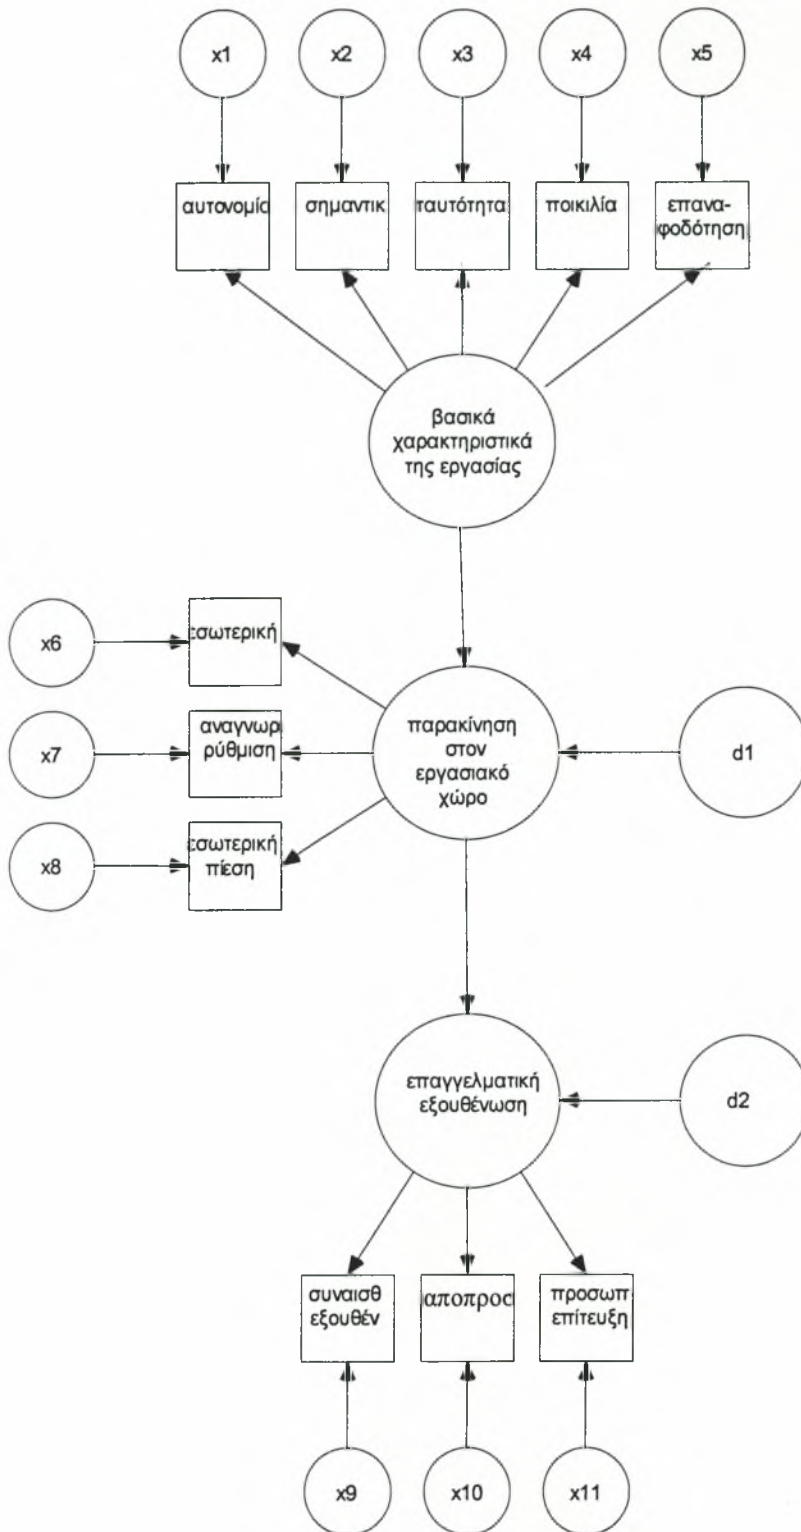 x1
x2
x3
x4
x5
αυτονομία
σημαντικ
ταυτότητα
ποικιλία
επανα-
φοδότηση
βασικά
χαρακτηριστικά
της εργασίας
x6
εσωτερική
x7
αναγνωρι
ρύθμιση
x8
εσωτερική
πίεση
παρακίνηση
στον
εργασιακό
χώρο
d1
επαγγελματική
εξουθένωση
d2
συναισθ
εξουθέν
αποπροσ
προσωπ
επίτευξη
x9
x10
x11